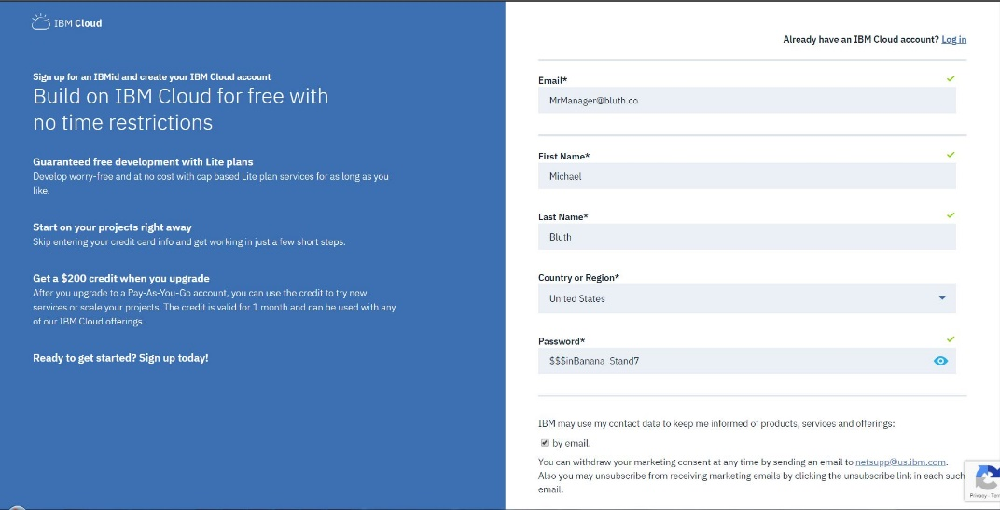 IBM Cloud
Sign up for an IBMid and create your IBM Cloud account
Build on IBM Cloud for free with
no time restrictions
Guaranteed free development with Lite plans
Develop worry-free and at no cost with cap based Lite plan services for as long as you
like.
Start on your projects right away
Skip entering your credit card info and get working in just a few short steps.
Get a $200 credit when you upgrade
After you upgrade to a Pay-As-You-Go account, you can use the credit to try new
services or scale your projects. The credit is valid for 1 month and can be used with any
of our IBM Cloud offerings.
Ready to get started? Sign up today!
Already have an IBM Cloud account? Log in
Email*
MrManager@bluth.co
First Name*
Michael
Last Name*
Bluth
Country or Region*
United States
Password*
$$$inBanana_Stand7
IBM may use my contact data to keep me informed of products, services and offerings:
by email.
You can withdraw your marketing consent at any time by sending an email to netsupp@us.ibm.com.
Also you may unsubscribe from receiving marketing emails by clicking the unsubscribe link in each such
email.
Privacy - Ter